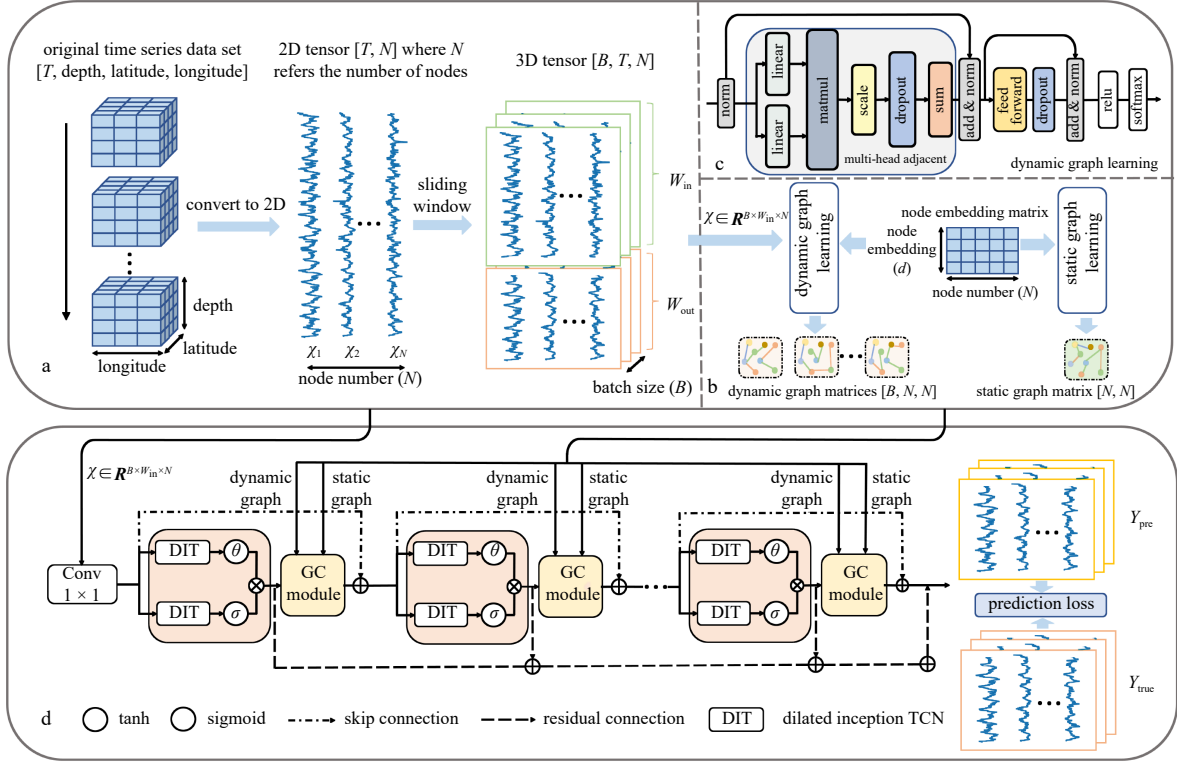 original time series data set
[T, depth, latitude, longitude]
depth
latitude
longitude
a
convert to 2D
2D tensor [T, N] where N
refers the number of nodes
χ1 χ2 χN
node number (N)
sliding
window
3D tensor [B, T, N]
Win
Wout
batch size (B)
norm
linear
linear
matmul
scale
dropout
sum
multi-head adjacent
add & norm
feed
forward
dropout
add & norm
relu
softmax
c
dynamic graph learning
χ∈R^B×Win×N
dynamic graph
learning
node embedding matrix
node
embedding
(d)
node number (N)
static graph
learning
b
dynamic graph matrices [B, N, N]
static graph matrix [N, N]
χ∈R^B×Win×N
Conv
1 × 1
dynamic
graph
static
graph
DIT
θ
DIT
σ
GC
module
dynamic
graph
static
graph
DIT
θ
DIT
σ
GC
module
dynamic
graph
static
graph
DIT
θ
DIT
σ
GC
module
Ypre
prediction loss
Ytrue
d
tanh
sigmoid
skip connection
residual connection
DIT
dilated inception TCN